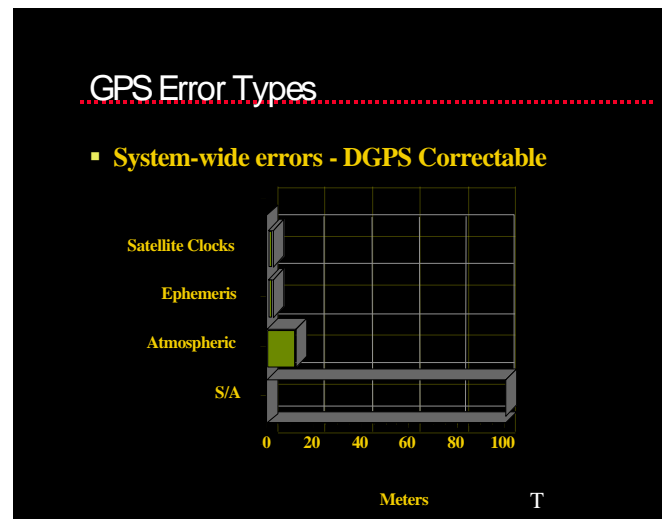 GPS Error Types
▪ System-wide errors - DGPS Correctable
Satellite Clocks
Ephemeris
Atmospheric
S/A
0 20 40 60 80 100
Meters
T